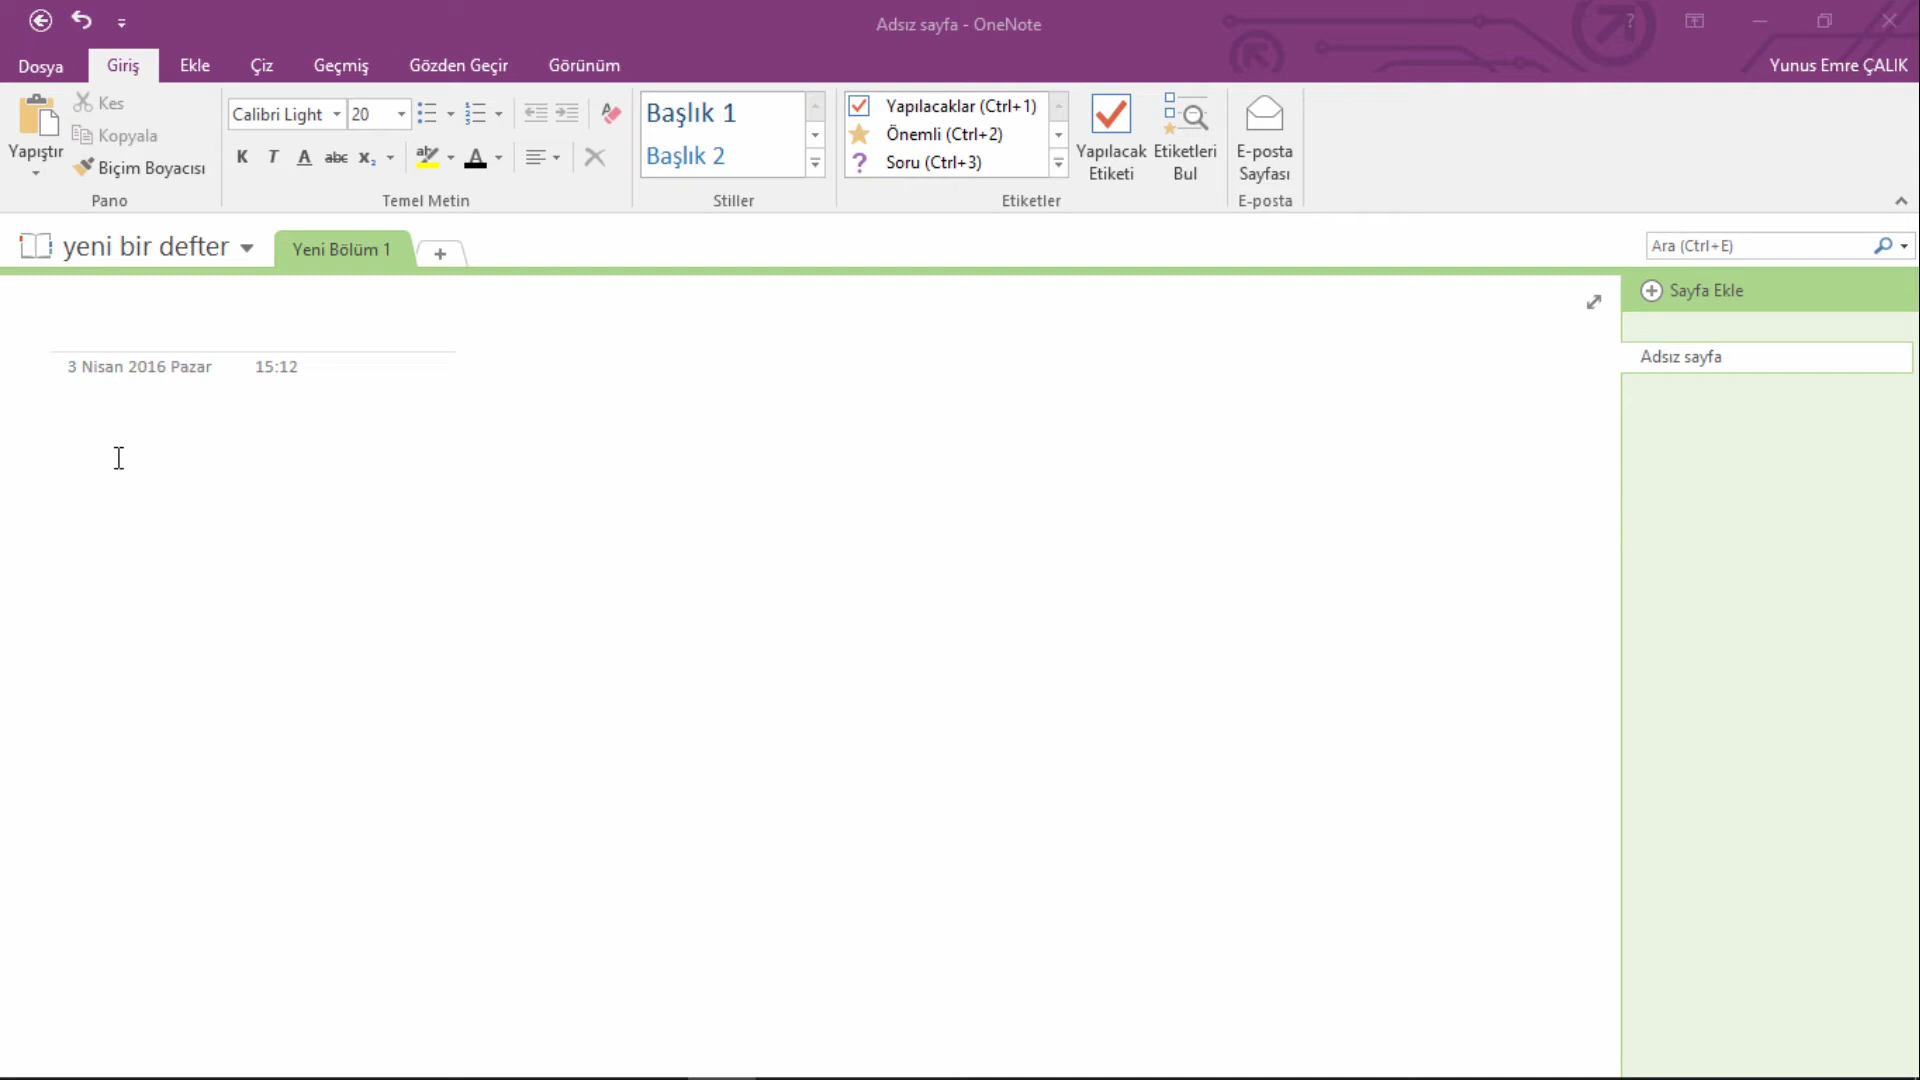 Adsız sayfa - OneNote
?
Dosya Giriş Ekle Çiz Geçmiş Gözden Geçir Görünüm Yunus Emre ÇALIK
Yapıştır
Kes
Kopyala
Biçim Boyacısı
Pano
Calibri Light 20
K T A abc x₂ aby A
Temel Metin
Başlık 1
Başlık 2
Stiller
Yapılacaklar (Ctrl+1)
Önemli (Ctrl+2)
Soru (Ctrl+3)
Yapılacak Etiketi
Etiketleri Bul
Etiketler
E-posta Sayfası
E-posta
yeni bir defter Yeni Bölüm 1 + Ara (Ctrl+E)
Sayfa Ekle
3 Nisan 2016 Pazar 15:12
Adsız sayfa